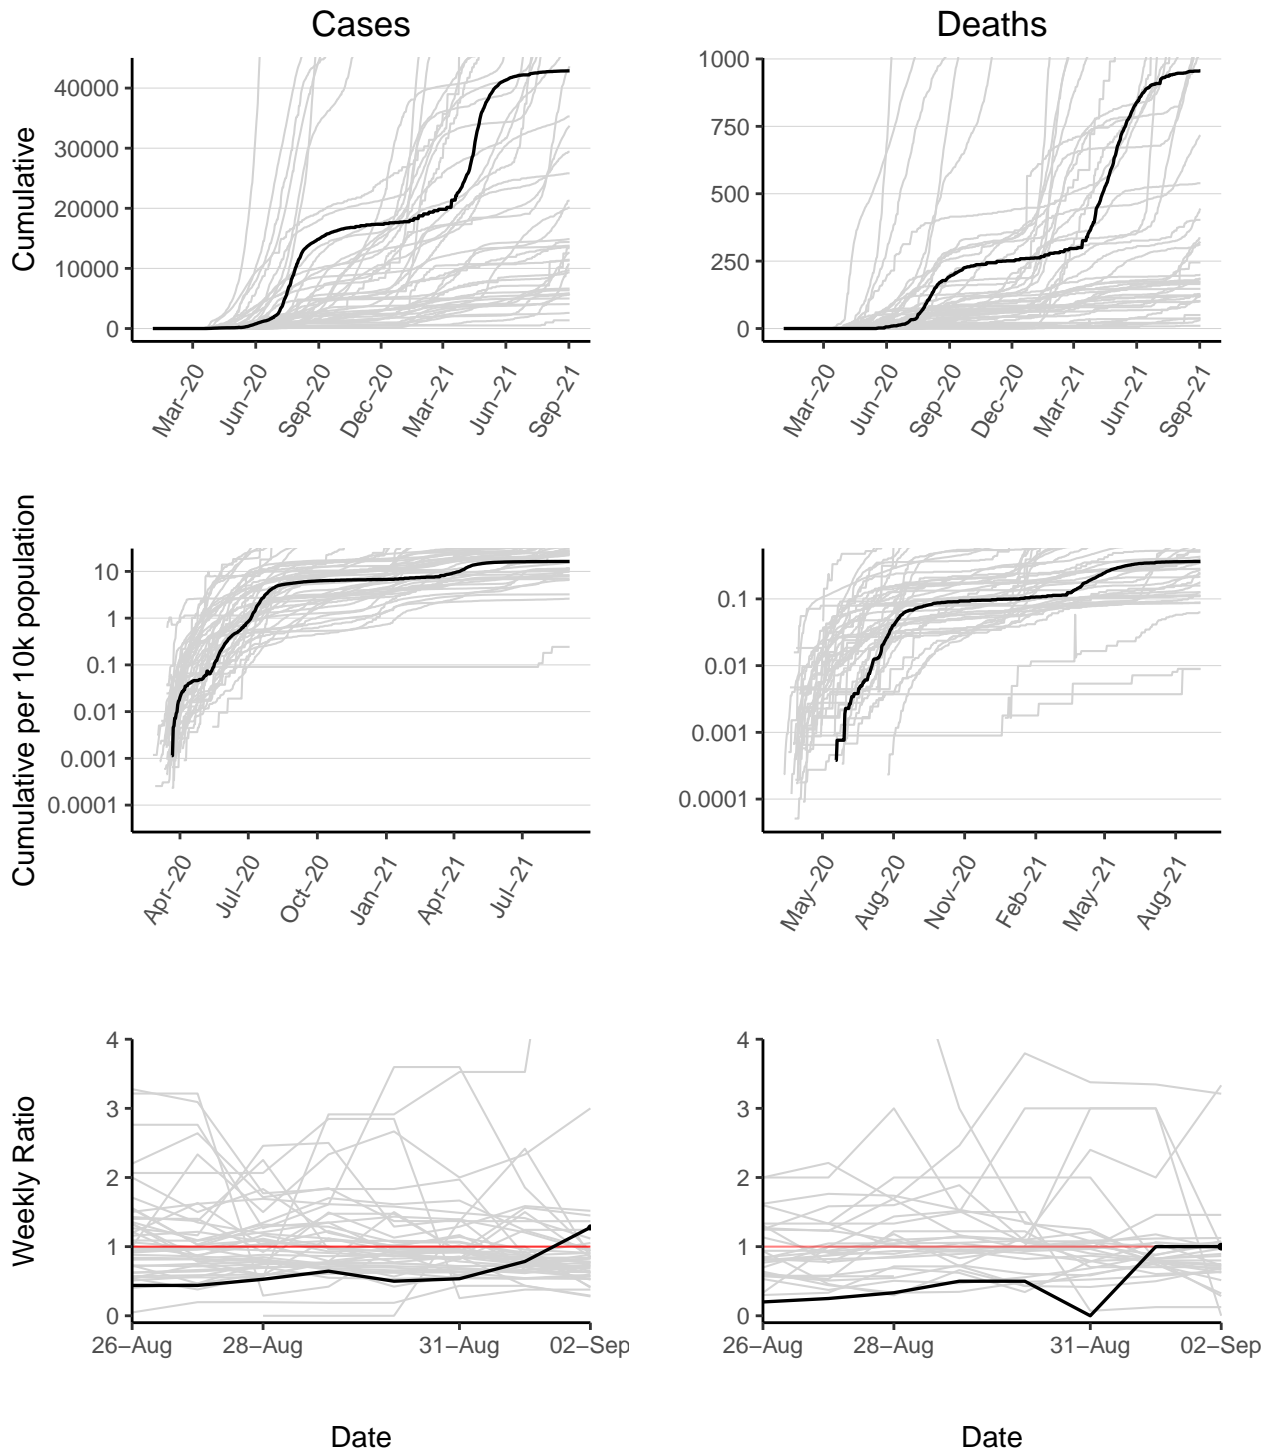 Cases
Deaths
Cumulative
40000
30000
20000
10000
0
Mar−20
Jun−20
Sep−20
Dec−20
Mar−21
Jun−21
Sep−21
1000
750
500
250
0
Mar−20
Jun−20
Sep−20
Dec−20
Mar−21
Jun−21
Sep−21
Cumulative per 10k population
10
1
0.1
0.01
0.001
0.0001
Apr−20
Jul−20
Oct−20
Jan−21
Apr−21
Jul−21
0.1
0.01
0.001
0.0001
May−20
Aug−20
Nov−20
Feb−21
May−21
Aug−21
Weekly Ratio
4
3
2
1
0
26−Aug
28−Aug
31−Aug
02−Sep
4
3
2
1
0
26−Aug
28−Aug
31−Aug
02−Sep
Date
Date